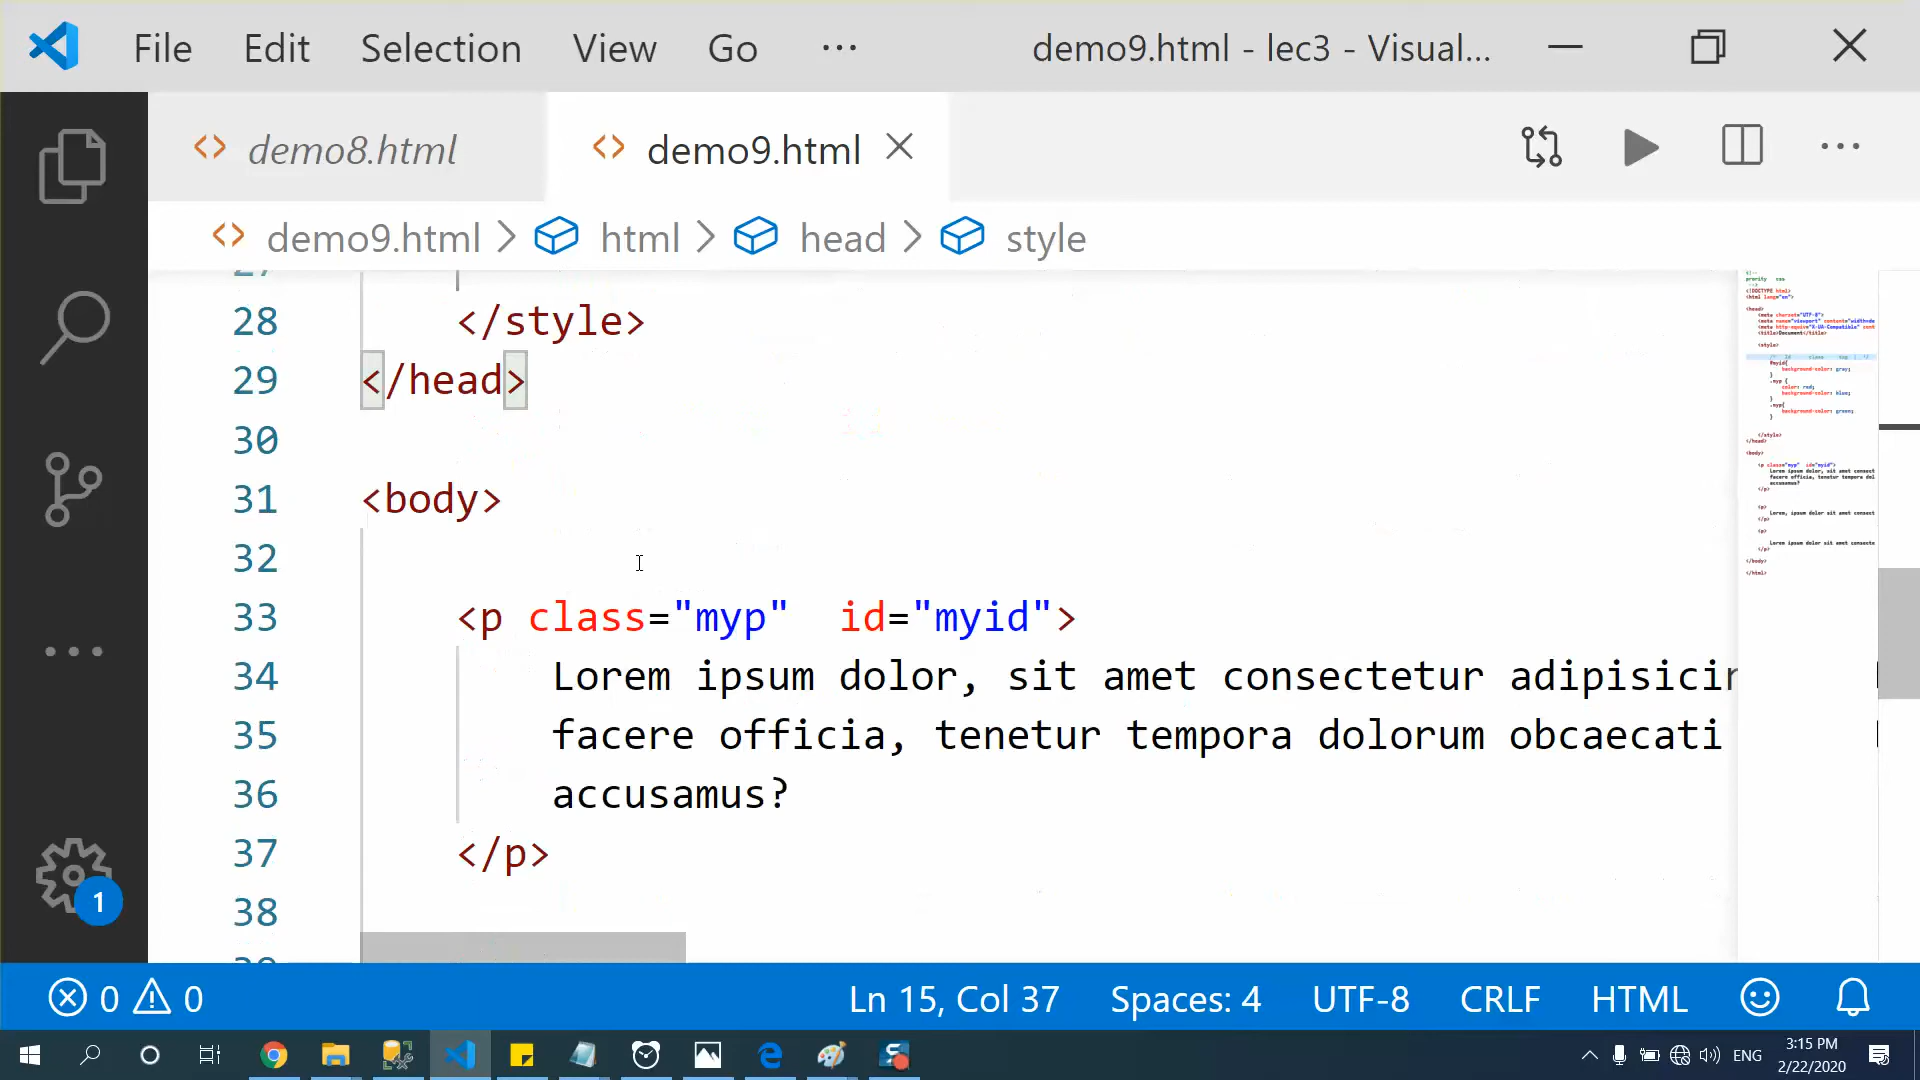 File Edit Selection View Go ··· demo9.html - lec3 - Visual...
demo8.html demo9.html
demo9.html > html > head > style
28 </style>
29 </head>
30
31 <body>
32
33 <p class="myp" id="myid">
34 Lorem ipsum dolor, sit amet consectetur
35 facere officia, tenetur tempora dolorum obcaecati
36 accusamus?
37 </p>
38
1
0 0 Ln 15, Col 37 Spaces: 4 UTF-8 CRLF HTML
ENG 3:15 PM
2/22/2020